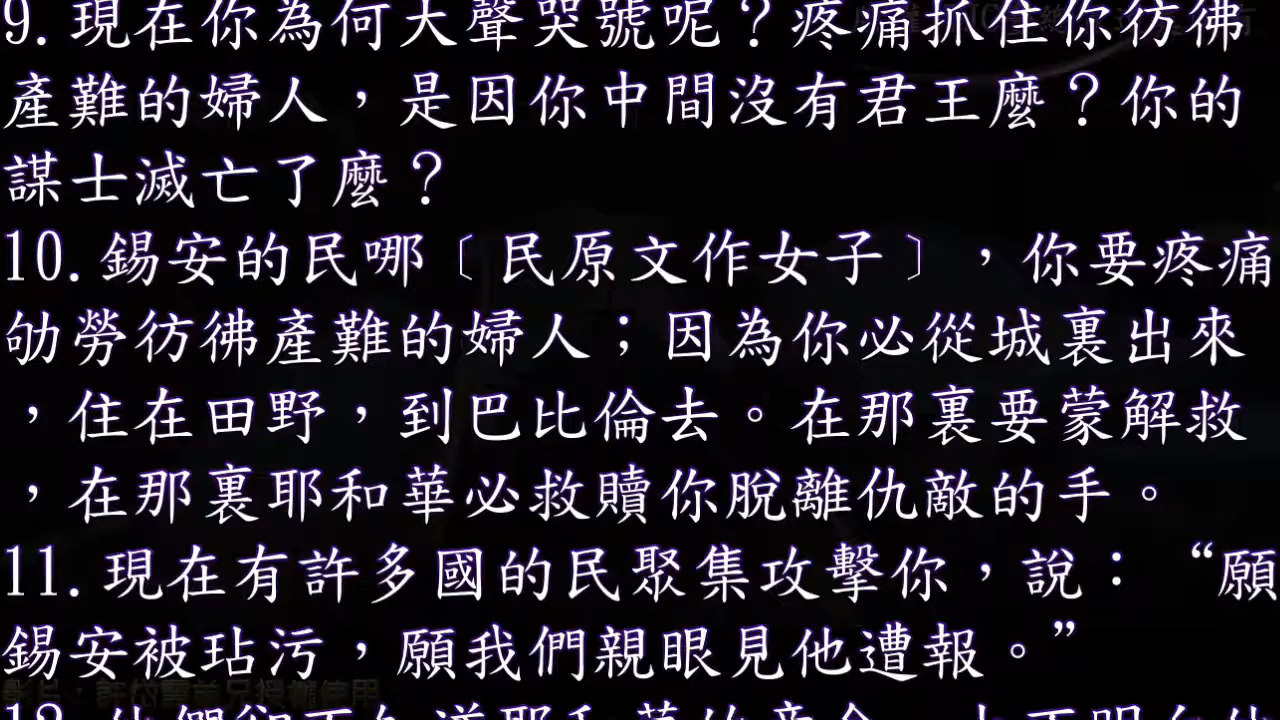 9.現在你為何大聲哭號呢？疼痛抓住你彷彿
產難的婦人，是因你中間沒有君王麼？你的
謀士滅亡了麼？
10.錫安的民哪〔民原文作女子〕，你要疼痛
劬勞彷彿產難的婦人；因為你必從城裏出來
，住在田野，到巴比倫去。在那裏要蒙解救
，在那裏耶和華必救贖你脫離仇敵的手。
11.現在有許多國的民聚集攻擊你，說：“願
錫安被玷污，願我們親眼見他遭報。”